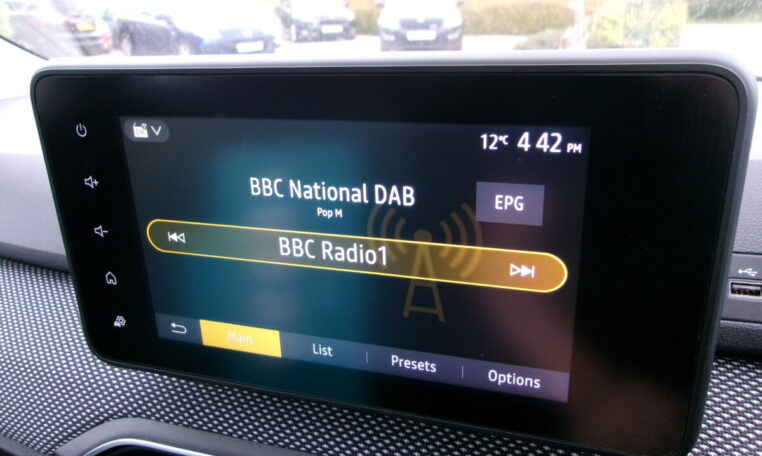 12°C 4 42 PM
BBC National DAB
Pop M
EPG
BBC Radio1
Main
List
Presets
Options